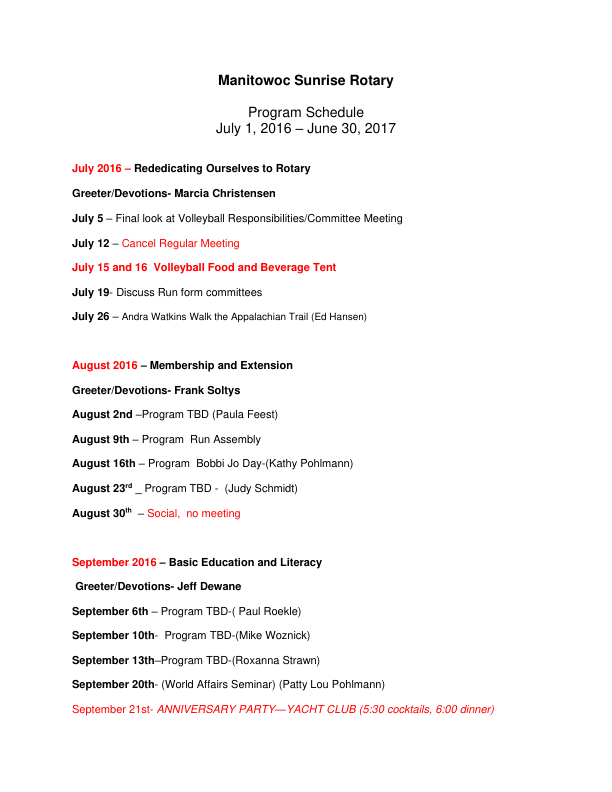 Manitowoc Sunrise Rotary
Program Schedule
July 1, 2016 – June 30, 2017
July 2016 – Rededicating Ourselves to Rotary
Greeter/Devotions- Marcia Christensen
July 5 – Final look at Volleyball Responsibilities/Committee Meeting
July 12 – Cancel Regular Meeting
July 15 and 16  Volleyball Food and Beverage Tent
July 19- Discuss Run form committees
July 26 – Andra Watkins Walk the Appalachian Trail (Ed Hansen)
August 2016 – Membership and Extension
Greeter/Devotions- Frank Soltys
August 2nd –Program TBD (Paula Feest)
August 9th – Program  Run Assembly
August 16th – Program  Bobbi Jo Day-(Kathy Pohlmann)
August 23rd _ Program TBD -  (Judy Schmidt)
August 30th  – Social,  no meeting
September 2016 – Basic Education and Literacy
Greeter/Devotions- Jeff Dewane
September 6th – Program TBD-( Paul Roekle)
September 10th-  Program TBD-(Mike Woznick)
September 13th–Program TBD-(Roxanna Strawn)
September 20th- (World Affairs Seminar) (Patty Lou Pohlmann)
September 21st- ANNIVERSARY PARTY—YACHT CLUB (5:30 cocktails, 6:00 dinner)